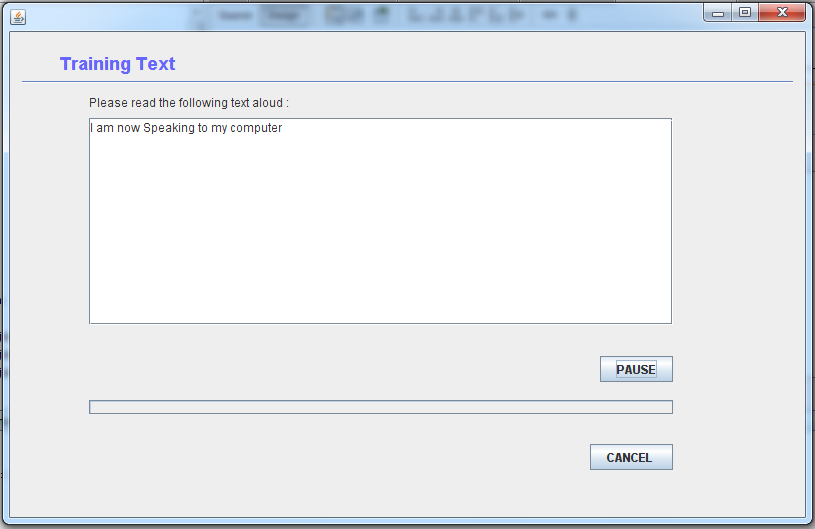 Training Text
Please read the following text aloud :
I am now Speaking to my computer
PAUSE
CANCEL